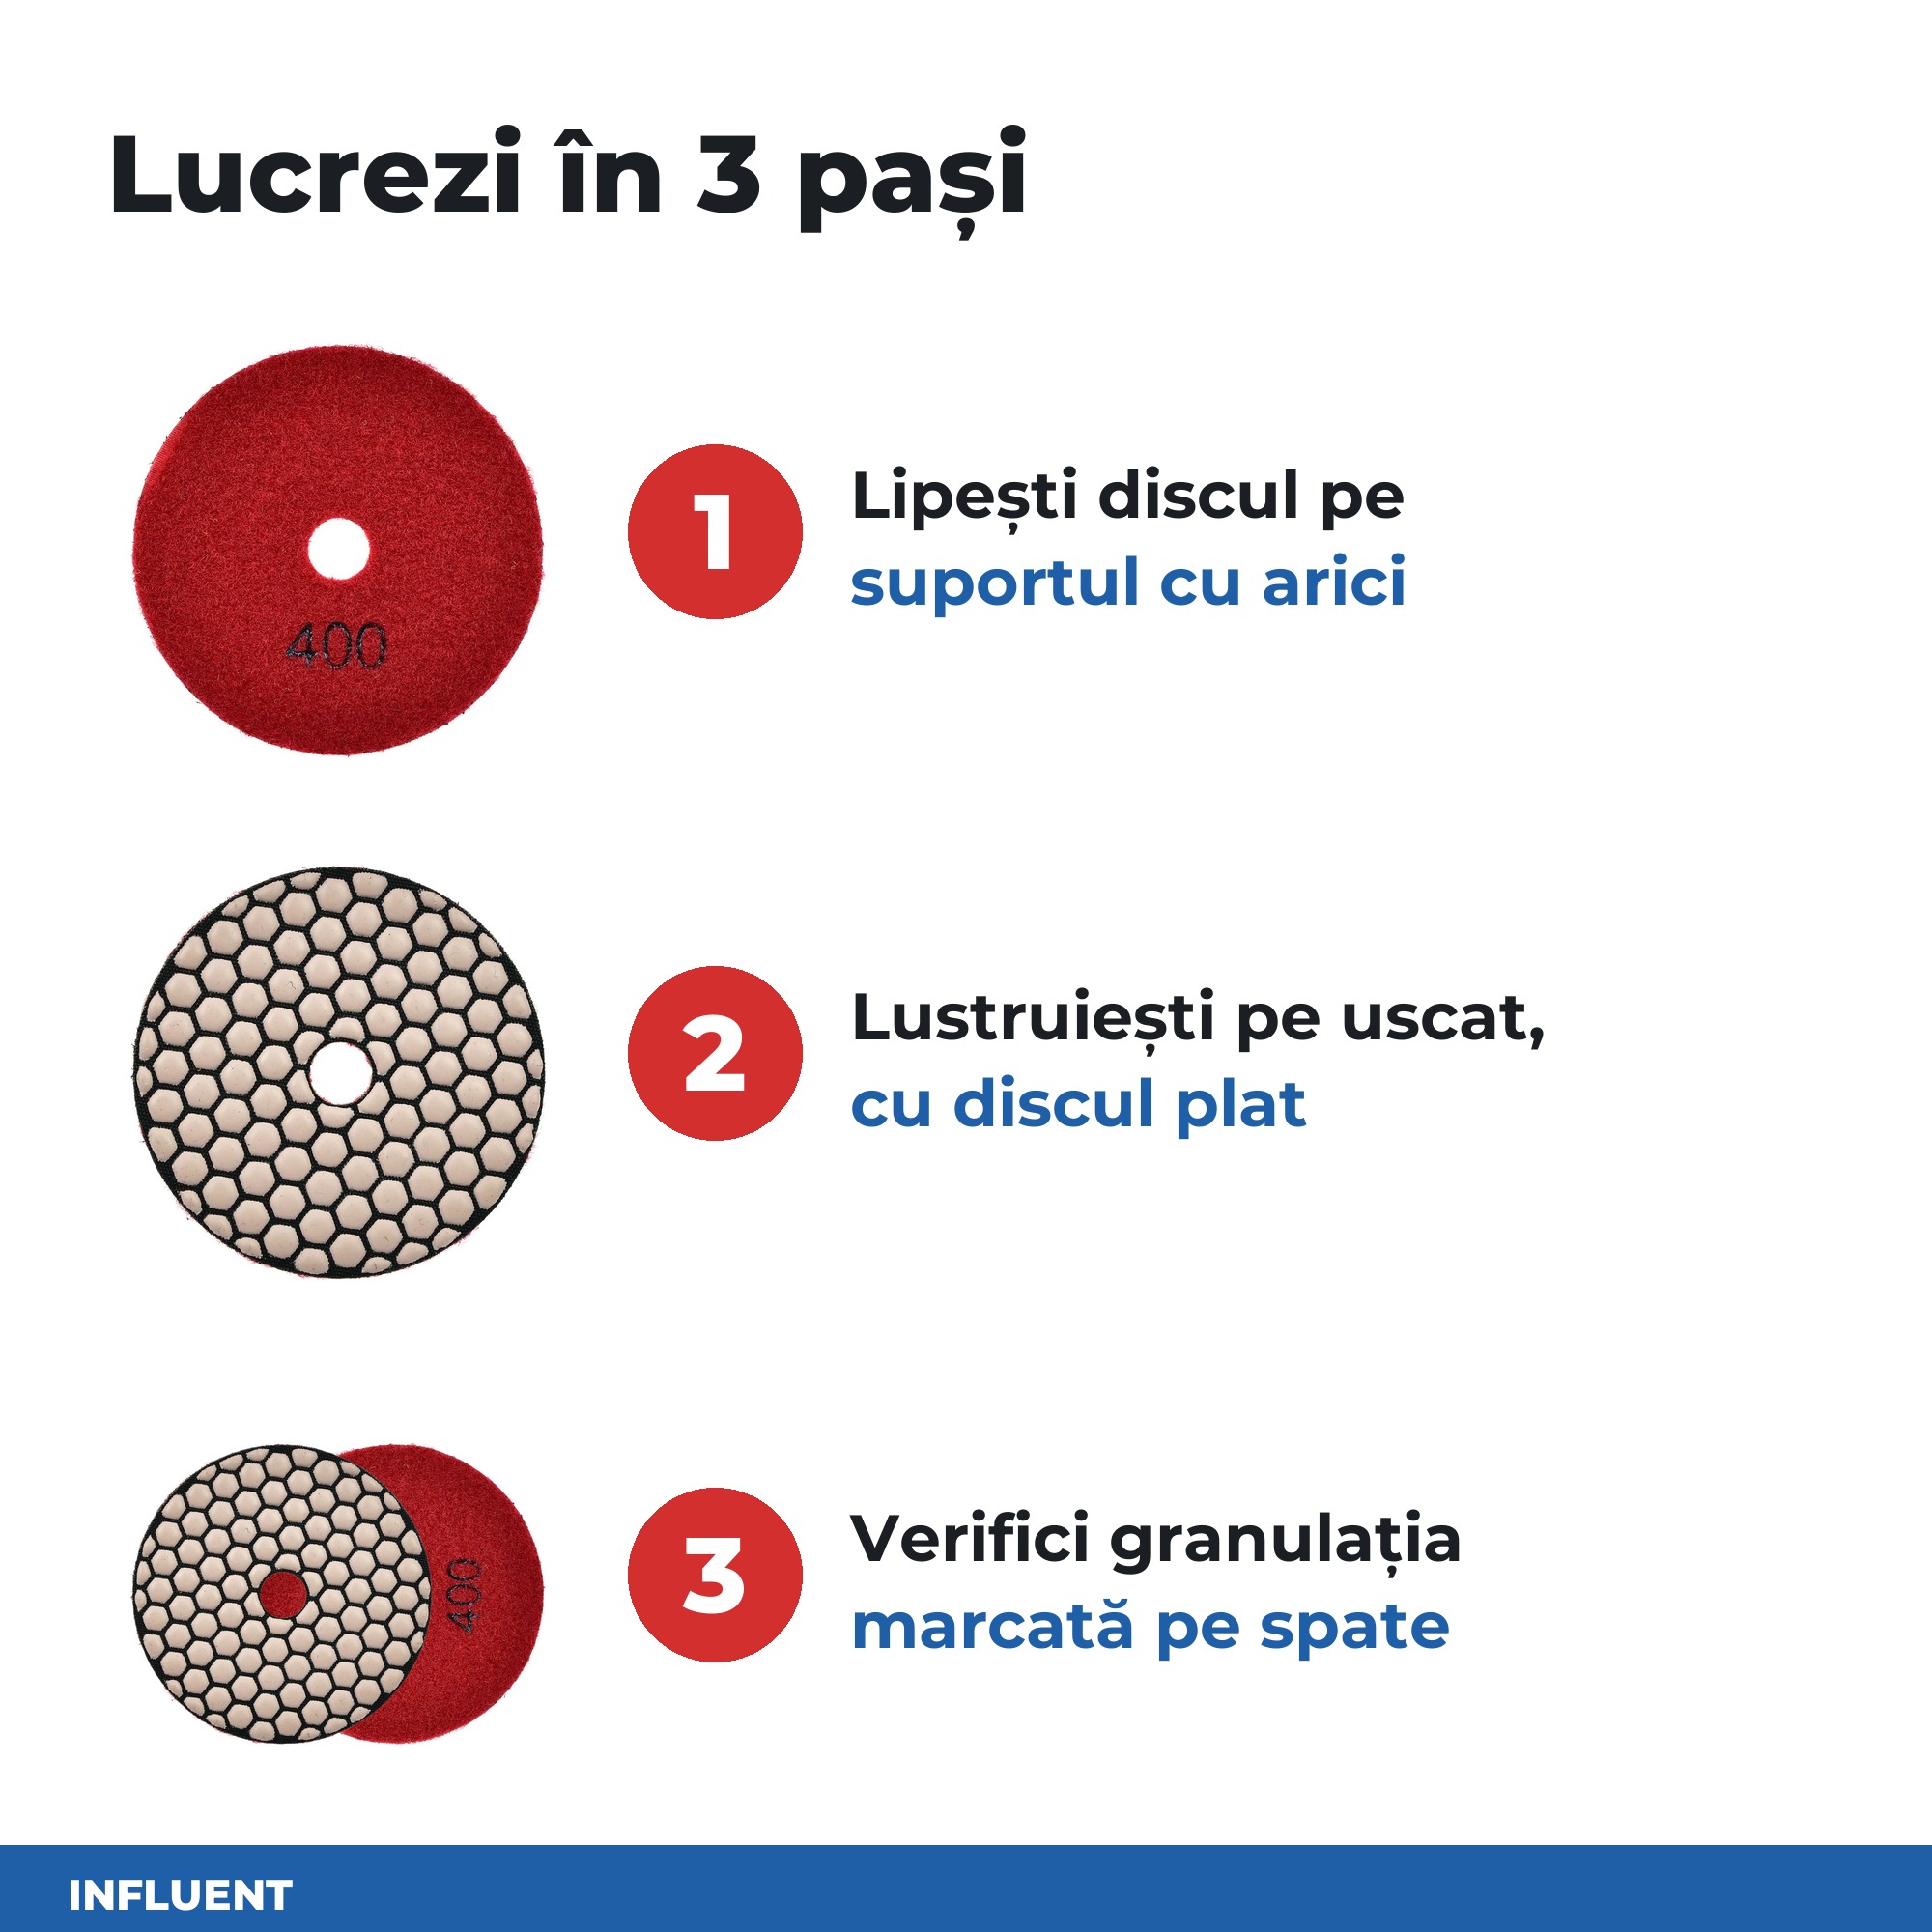 Lucrezi în 3 pași
400
1
Lipești discul pe
suportul cu arici
2
Lustruiești pe uscat,
cu discul plat
400
3
Verifici granulația
marcată pe spate
INFLUENT